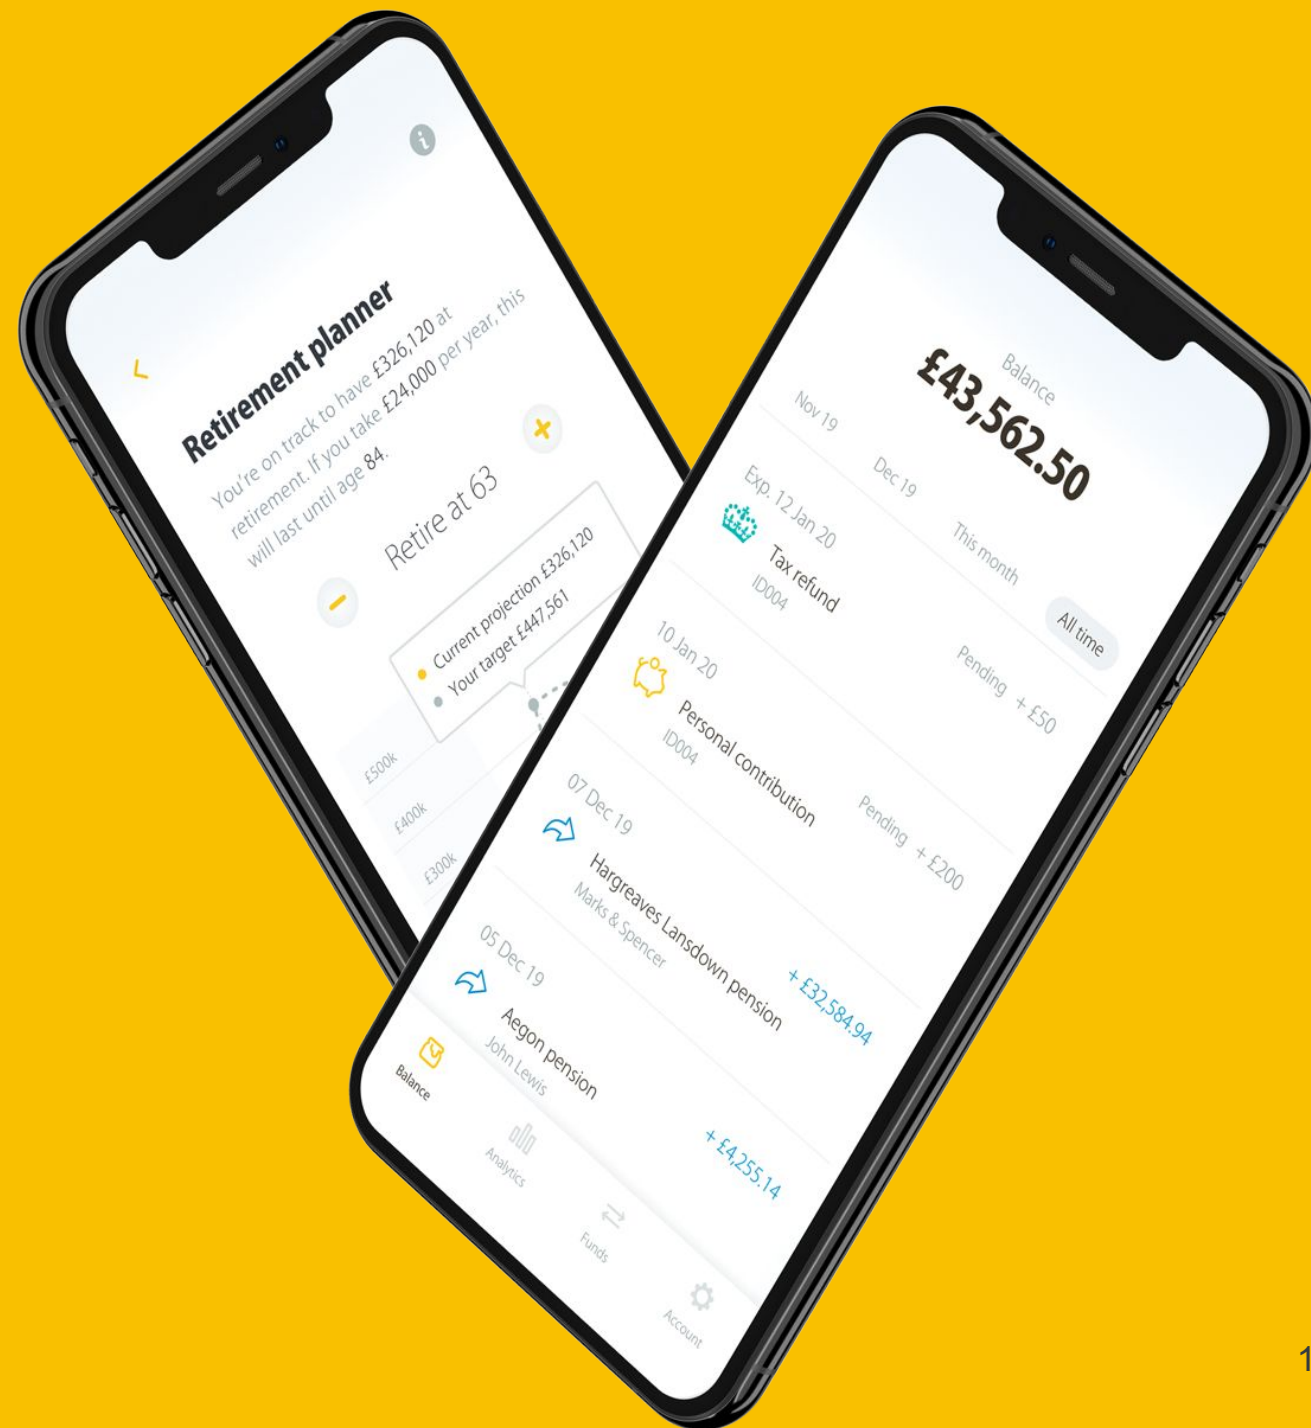 Retirement planner
You're on track to have £326,120 at
retirement. If you take £24,000 per year, this
will last until age 84.
Retire at 63
Current projection £326,120
Your target £447,561
£500k
£400k
£300k
Balance
£43,562.50
Nov 19
Dec 19
This month
All time
Exp. 12 Jan 20
Tax refund
ID004
Pending + £50
10 Jan 20
Personal contribution
ID004
Pending + £200
07 Dec 19
Hargreaves Lansdown pension
Marks & Spencer
+ £32,584.94
05 Dec 19
Aegon pension
John Lewis
+ £4,255.14
Balance
Analytics
Funds
Account
1